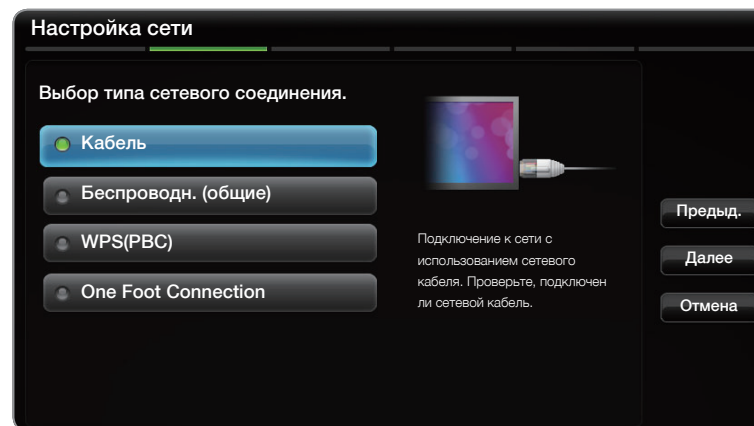 Настройка сети
Выбор типа сетевого соединения.
Кабель
Беспроводн. (общие)
WPS(PBC)
One Foot Connection
Подключение к сети с
использованием сетевого
кабеля. Проверьте, подключен
ли сетевой кабель.
Предыд.
Далее
Отмена